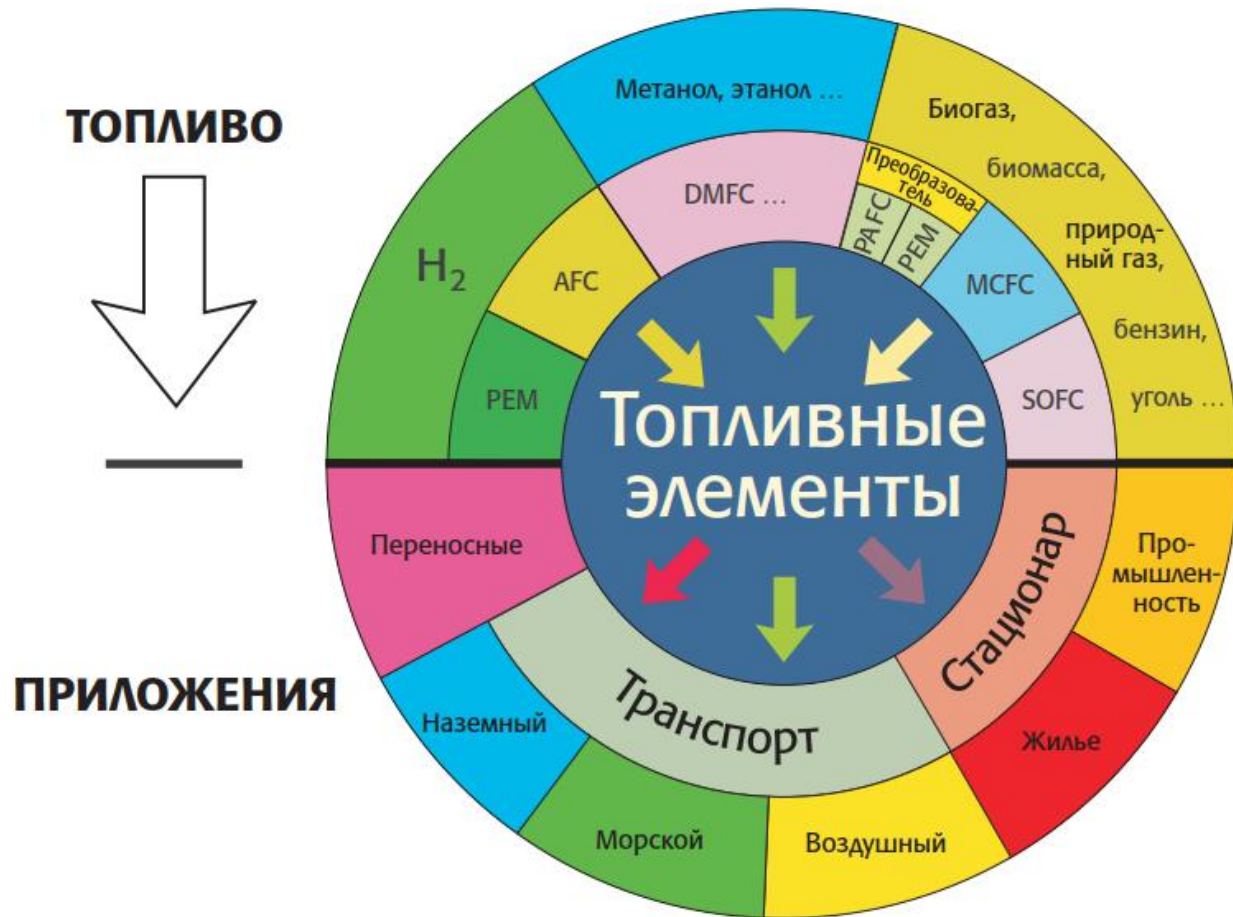 ТОПЛИВО
Метанол, этанол ...
Биогаз,
биомасса,
природ-
ный газ,
бензин,
уголь ...
H₂
AFC
PEM
DMFC ...
Преобразова-
тель
PAFC
PEM
MCFC
SOFC
Топливные
элементы
ПРИЛОЖЕНИЯ
Переносные
Транспорт
Наземный
Морской
Воздушный
Стационар
Про-
мышлен-
ность
Жилье